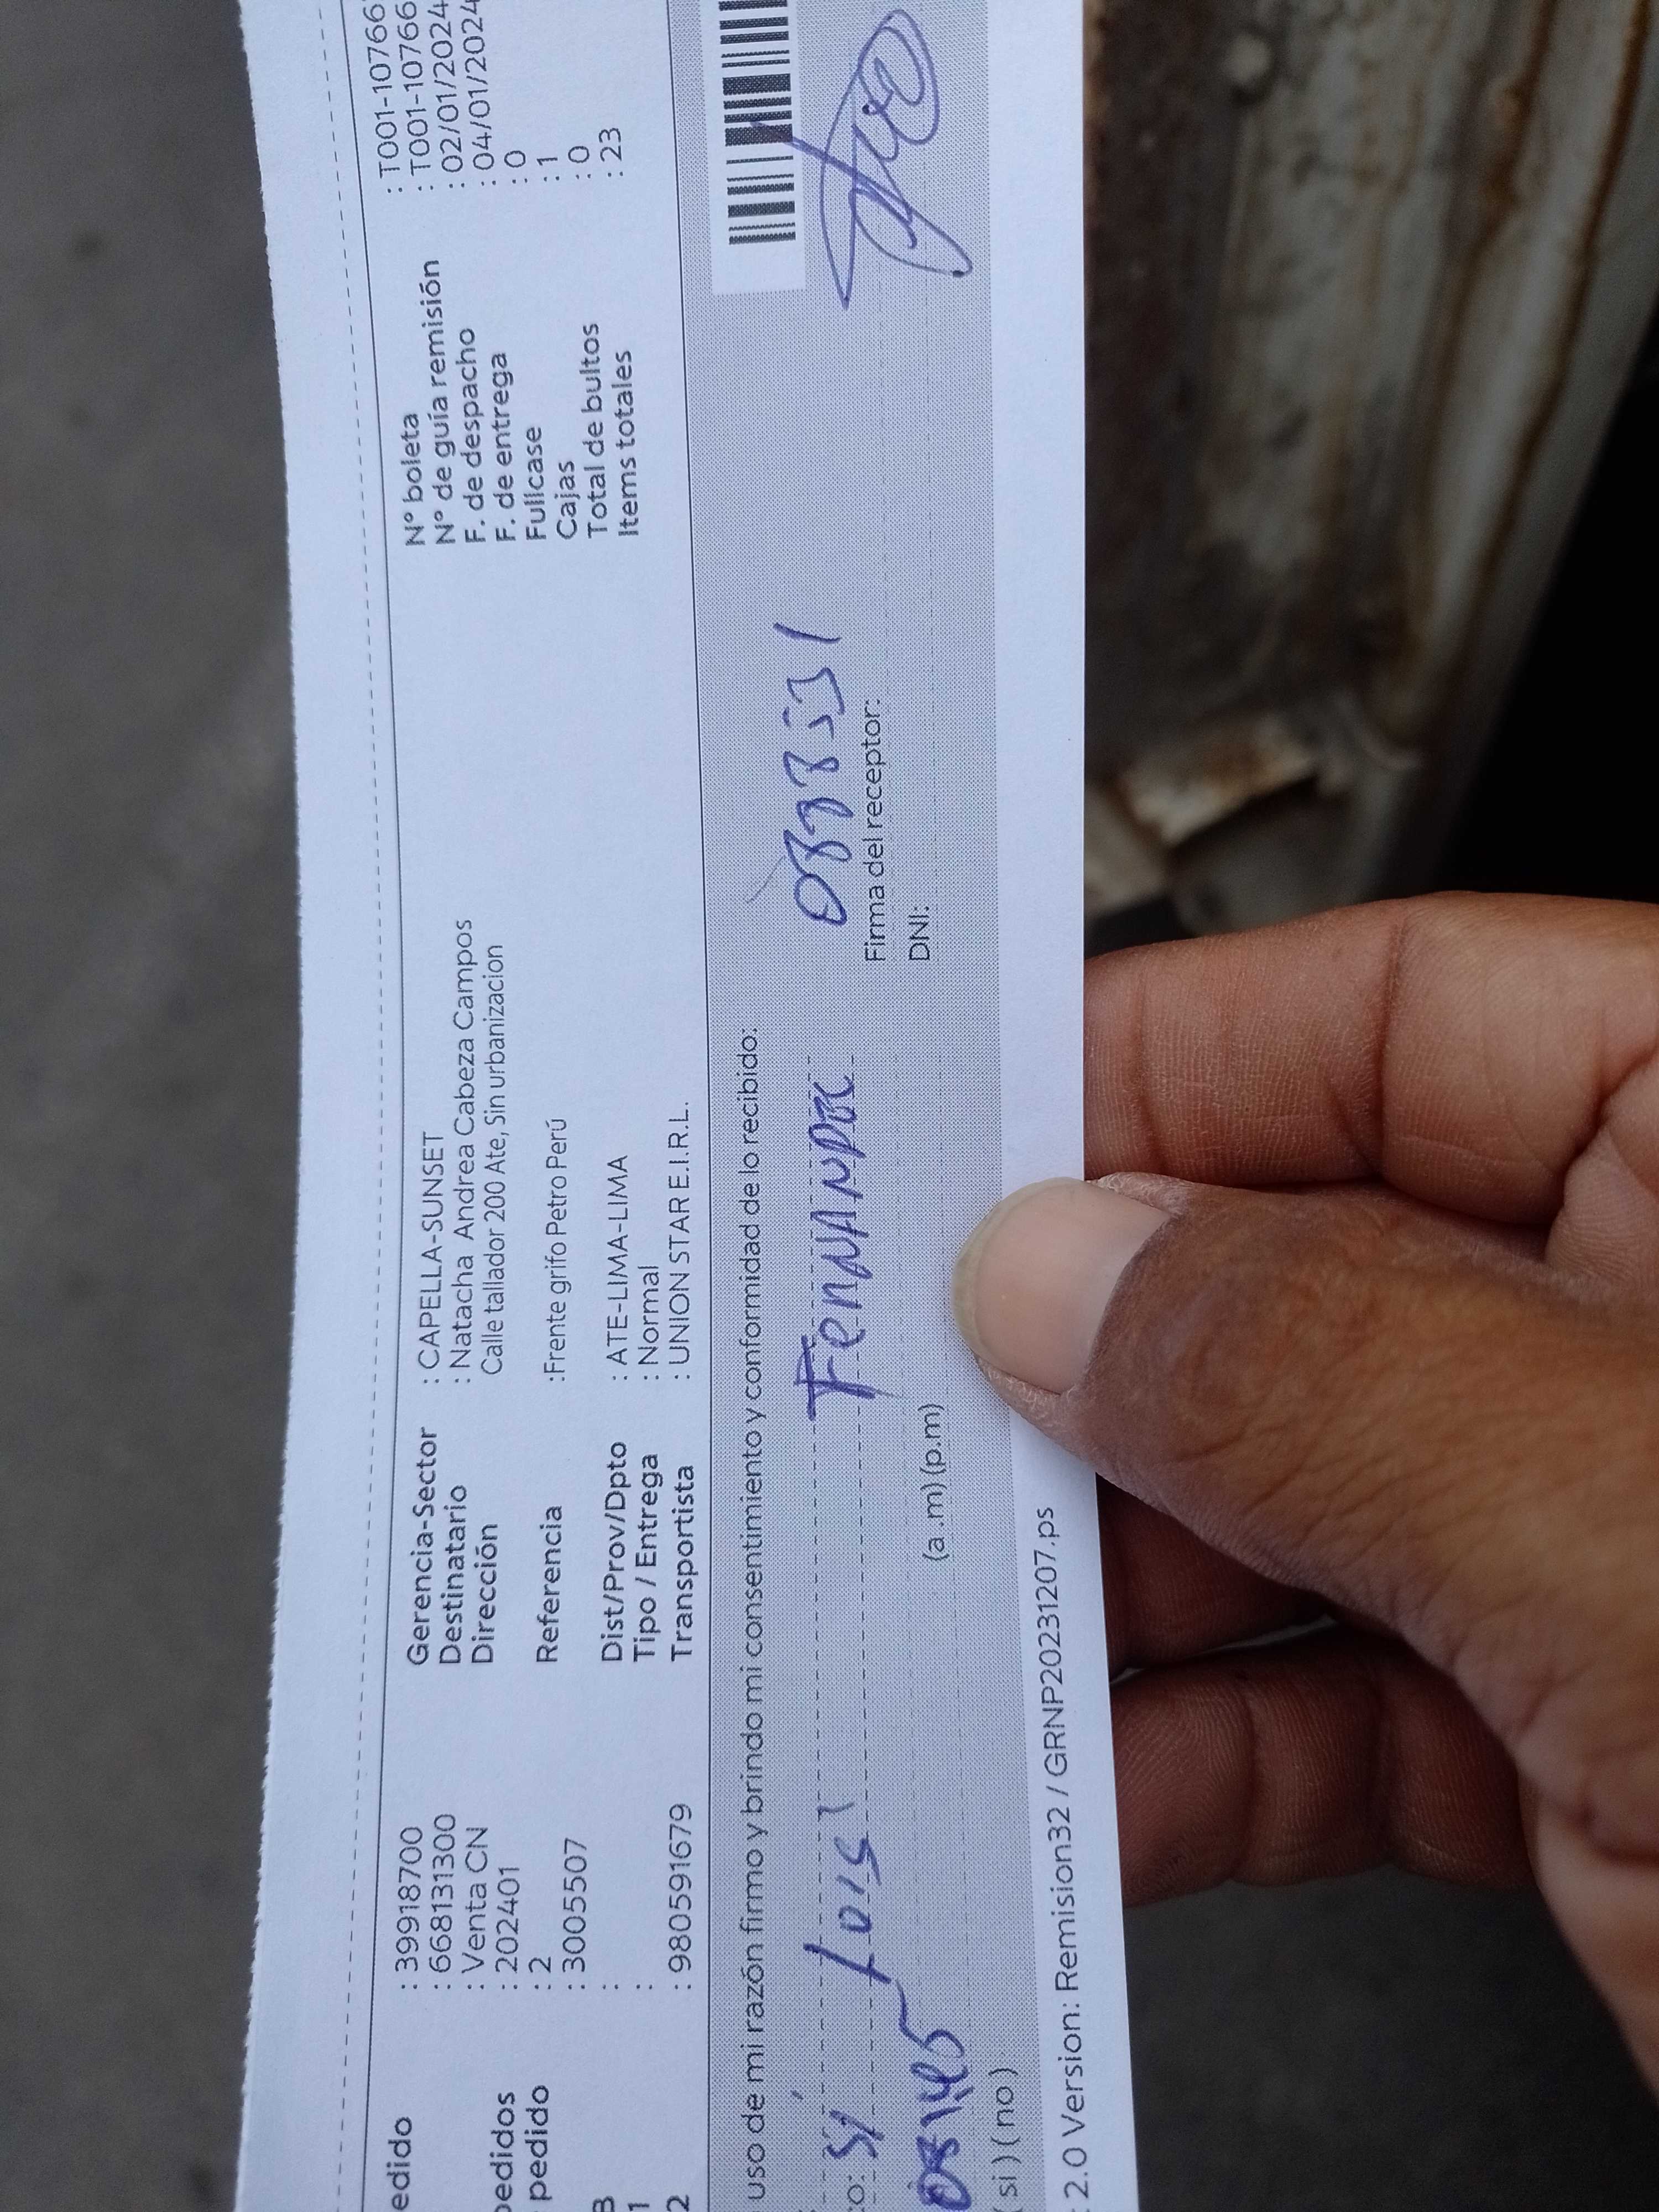 edido : 39918700
: 668131300
: Venta CN
pedidos : 202401
pedido : 2
: 3005507
3 :
1 :
2 : 980591679
Gerencia-Sector : CAPELLA-SUNSET
Destinatario : Natacha Andrea Cabeza Campos
Dirección Calle tallador 200 Ate, Sin urbanizacion
Referencia :Frente grifo Petro Perú
Dist/Prov/Dpto : ATE-LIMA-LIMA
Tipo / Entrega : Normal
Transportista : UNION STAR E.I.R.L.
N° boleta : T001-10766
N° de guía remisión : T001-10766
F. de despacho : 02/01/2024
F. de entrega : 04/01/2024
Fullcase : 0
Cajas : 1
Total de bultos : 0
Items totales : 23
uso de mi razón firmo y brindo mi consentimiento y conformidad de lo recibido:
to:
Firma del receptor:
DNI:
(a.m) (p.m)
( si ) ( no )
2.0 Version: Remision32 / GRNP20231207.ps